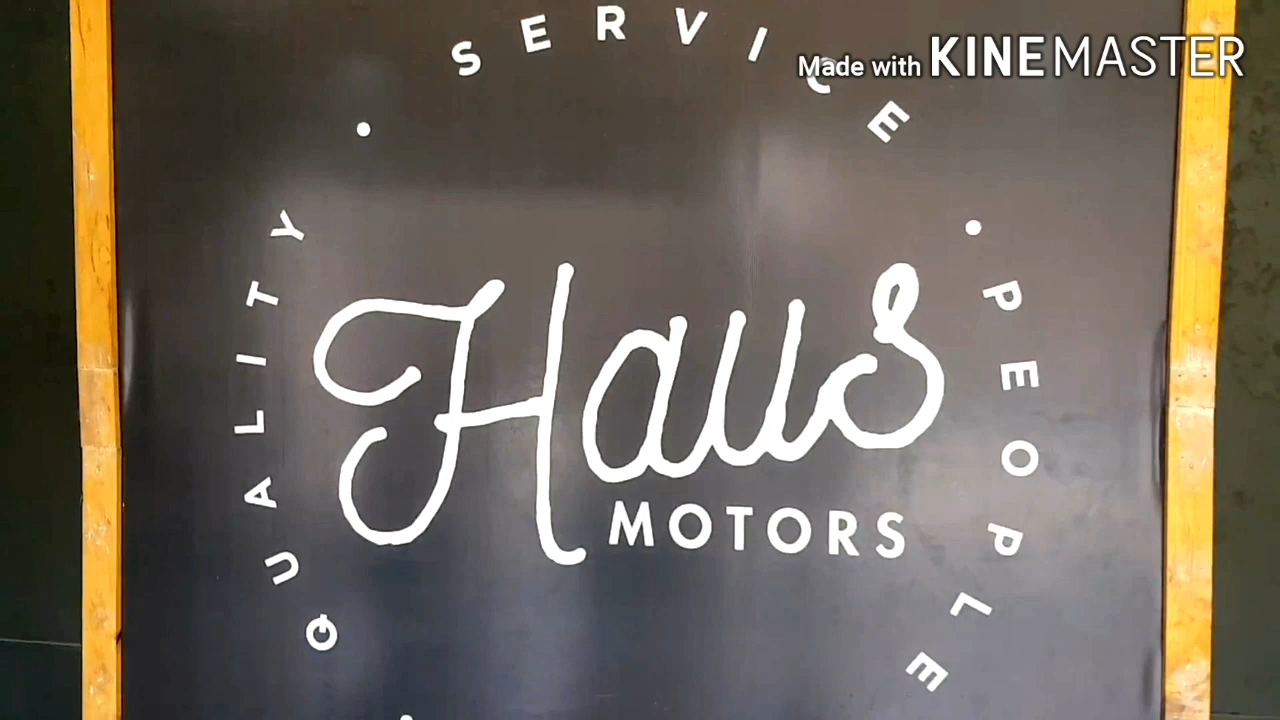 QUALITY • SERVICE • PEOPLE •
Haus
MOTORS
Made with KINEMASTER